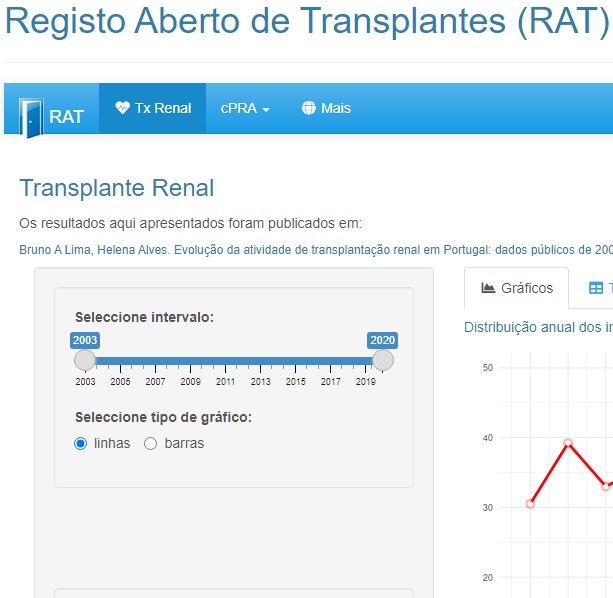 Registo Aberto de Transplantes (RAT)
RAT
Tx Renal
cPRA
Mais
Transplante Renal
Os resultados aqui apresentados foram publicados em:
Bruno A Lima, Helena Alves. Evolução da atividade de transplantação renal em Portugal: dados públicos de 200
Seleccione intervalo:
2003 2020
2003 2005 2007 2009 2011 2013 2015 2017 2019
Seleccione tipo de gráfico:
linhas barras
Gráficos
T
Distribuição anual dos in
50
40
30
20